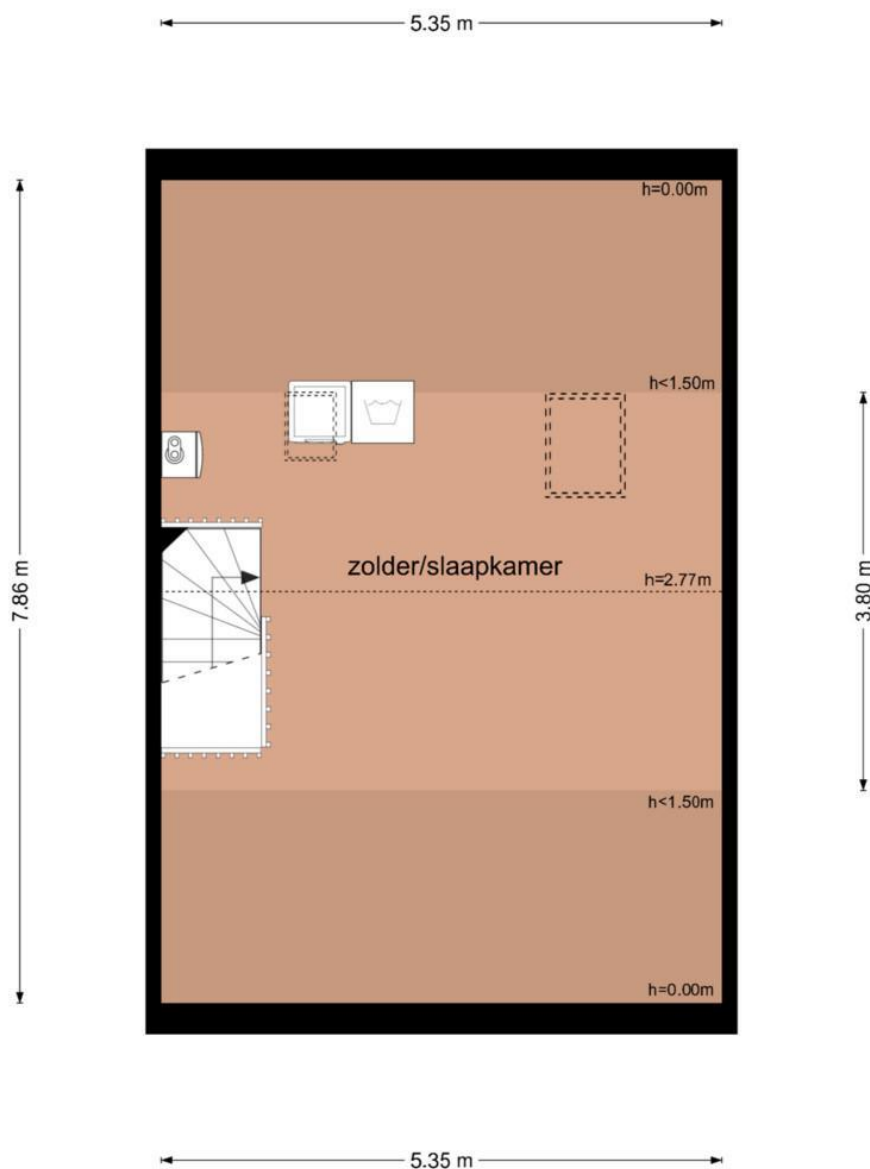 5.35 m
h=0.00m
h<1.50m
zolder/slaapkamer
h=2.77m
7.86 m
3.80 m
h<1.50m
h=0.00m
5.35 m